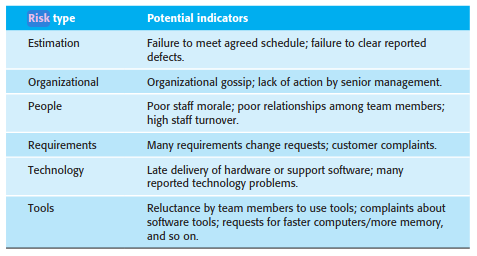 Risk type Potential indicators
Estimation Failure to meet agreed schedule; failure to clear reported
defects.
Organizational Organizational gossip; lack of action by senior management.
People Poor staff morale; poor relationships among team members;
high staff turnover.
Requirements Many requirements change requests; customer complaints.
Technology Late delivery of hardware or support software; many
reported technology problems.
Tools Reluctance by team members to use tools; complaints about
software tools; requests for faster computers/more memory,
and so on.